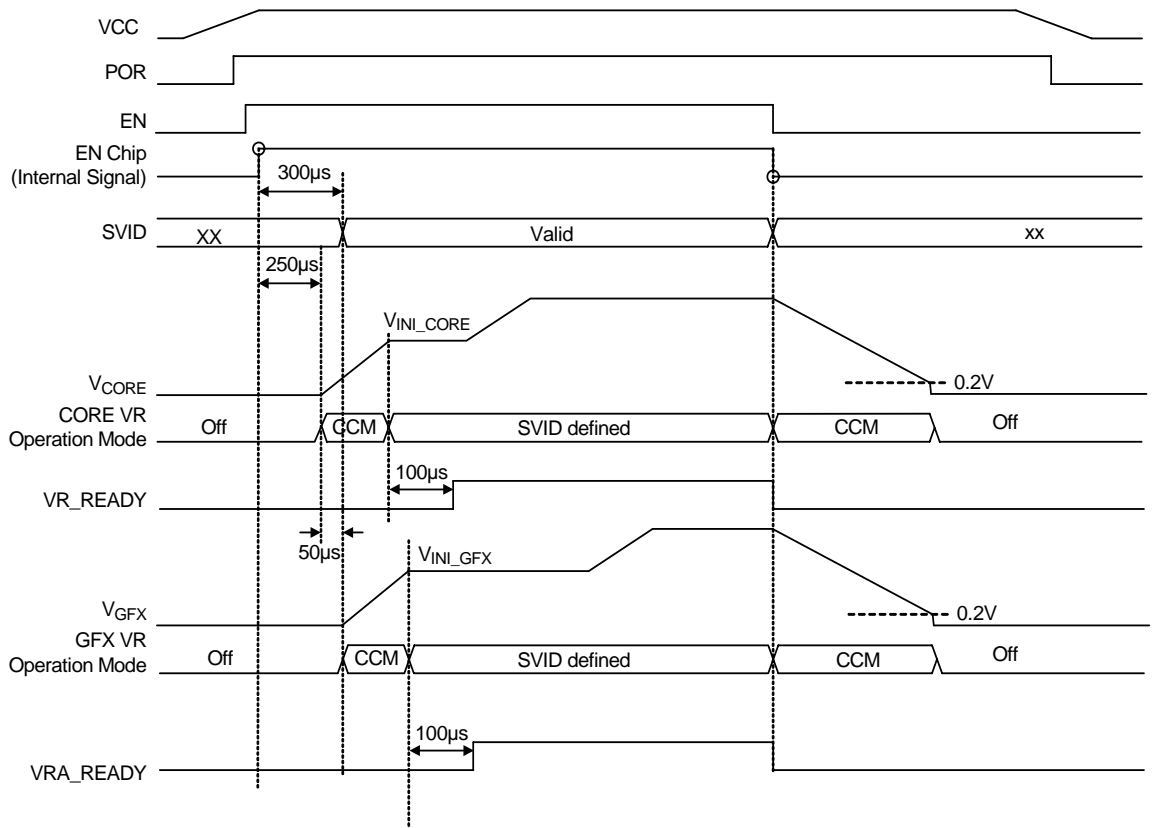 VCC
POR
EN
EN Chip
(Internal Signal)
300µs
SVID
XX
Valid
xx
250µs
VINI_CORE
VCORE
0.2V
CORE VR
Operation Mode
Off
CCM
SVID defined
CCM
Off
100µs
VR_READY
50µs
VINI_GFX
VGFX
0.2V
GFX VR
Operation Mode
Off
CCM
SVID defined
CCM
Off
100µs
VRA_READY